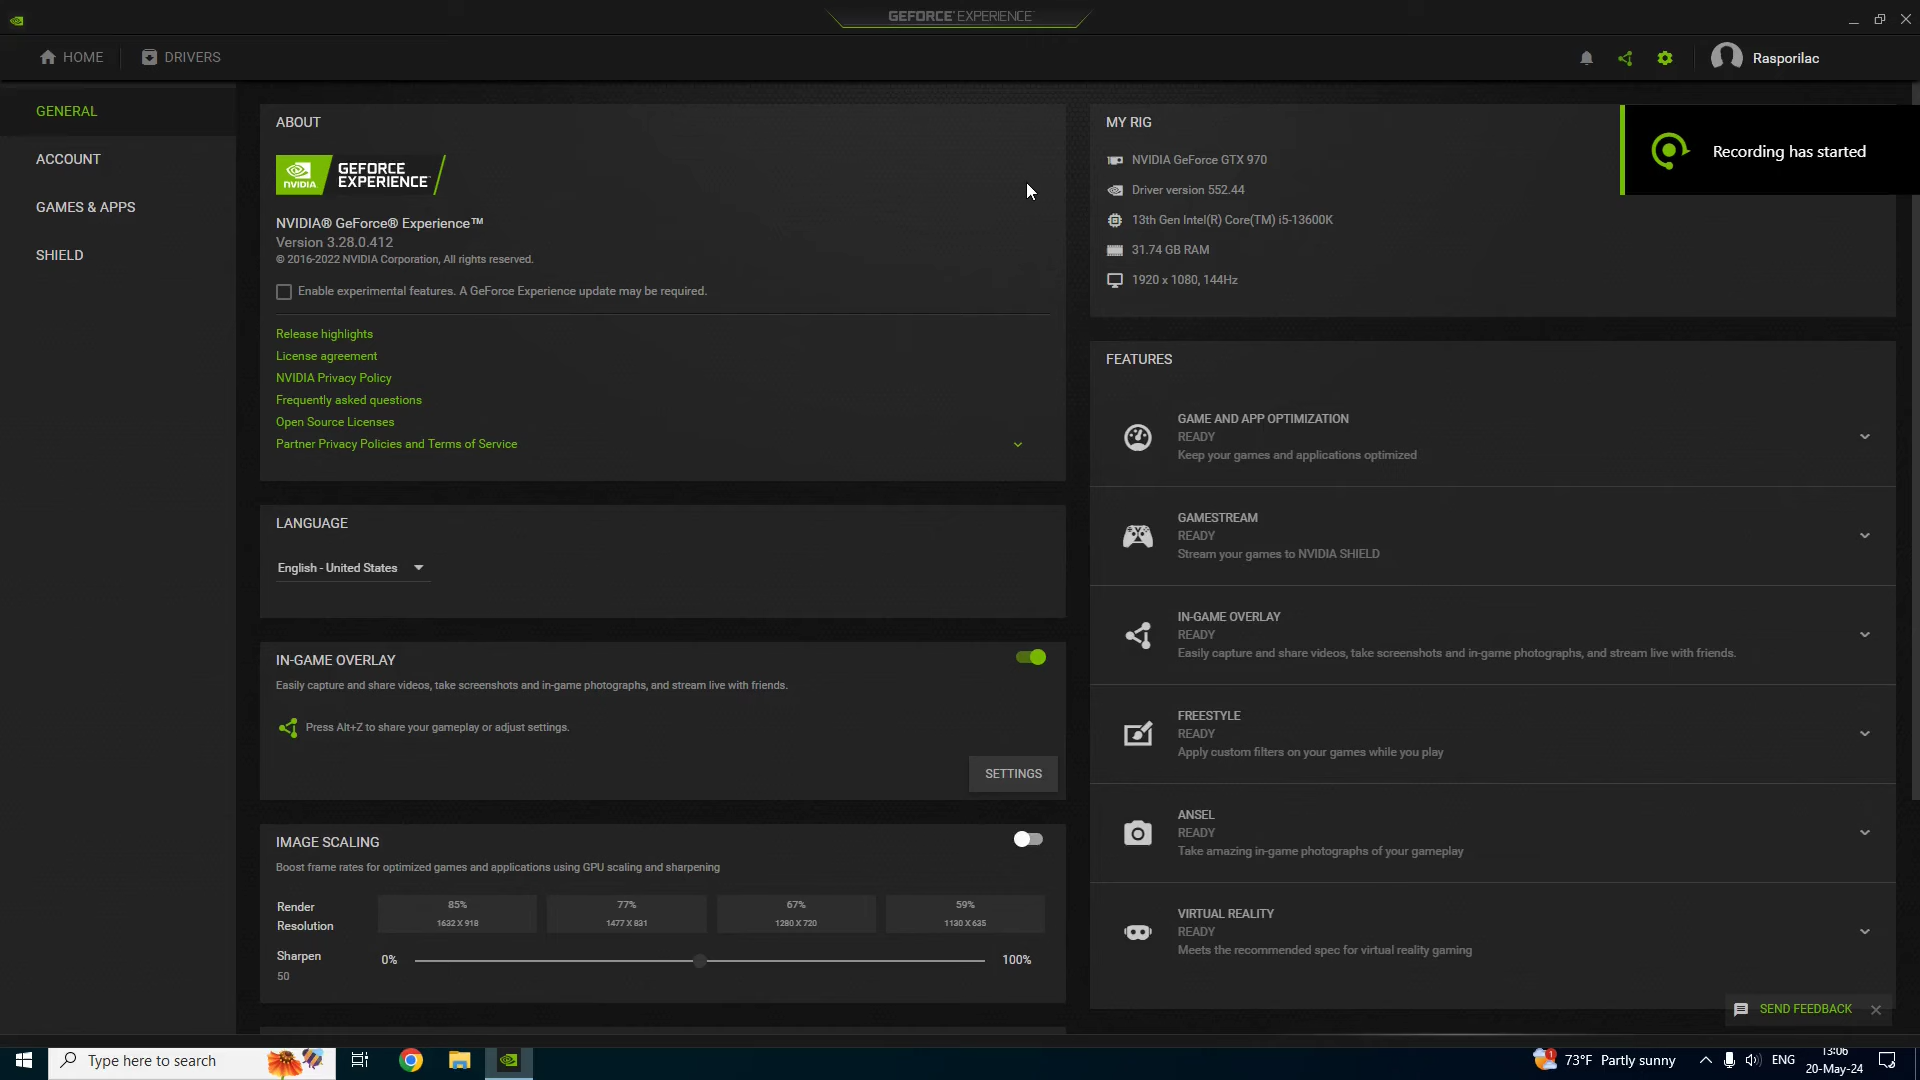 GEFORCE EXPERIENCE
HOME
DRIVERS
Rasporilac
GENERAL
ACCOUNT
GAMES & APPS
SHIELD
ABOUT
NVIDIA.
GEFORCE
EXPERIENCE
NVIDIA® GeForce® Experience™
Version 3.28.0.412
© 2016-2022 NVIDIA Corporation, All rights reserved.
Enable experimental features. A GeForce Experience update may be required.
Release highlights
License agreement
NVIDIA Privacy Policy
Frequently asked questions
Open Source Licenses
Partner Privacy Policies and Terms of Service
LANGUAGE
English - United States
IN-GAME OVERLAY
Easily capture and share videos, take screenshots and in-game photographs, and stream live with friends.
Press Alt+Z to share your gameplay or adjust settings.
SETTINGS
IMAGE SCALING
Boost frame rates for optimized games and applications using GPU scaling and sharpening
Render
Resolution
85%
1632 X 918
77%
1477 X 831
67%
1280 X 720
59%
1130 X 635
Sharpen
50
0%
100%
MY RIG
NVIDIA GeForce GTX 970
Driver version 552.44
13th Gen Intel(R) Core(TM) i5-13600K
31.74 GB RAM
1920 x 1080, 144Hz
Recording has started
FEATURES
GAME AND APP OPTIMIZATION
READY
Keep your games and applications optimized
GAMESTREAM
READY
Stream your games to NVIDIA SHIELD
IN-GAME OVERLAY
READY
Easily capture and share videos, take screenshots and in-game photographs, and stream live with friends.
FREESTYLE
READY
Apply custom filters on your games while you play
ANSEL
READY
Take amazing in-game photographs of your gameplay
VIRTUAL REALITY
READY
Meets the recommended spec for virtual reality gaming
SEND FEEDBACK
Type here to search
1
73°F Partly sunny
ENG
13:06
20-May-24